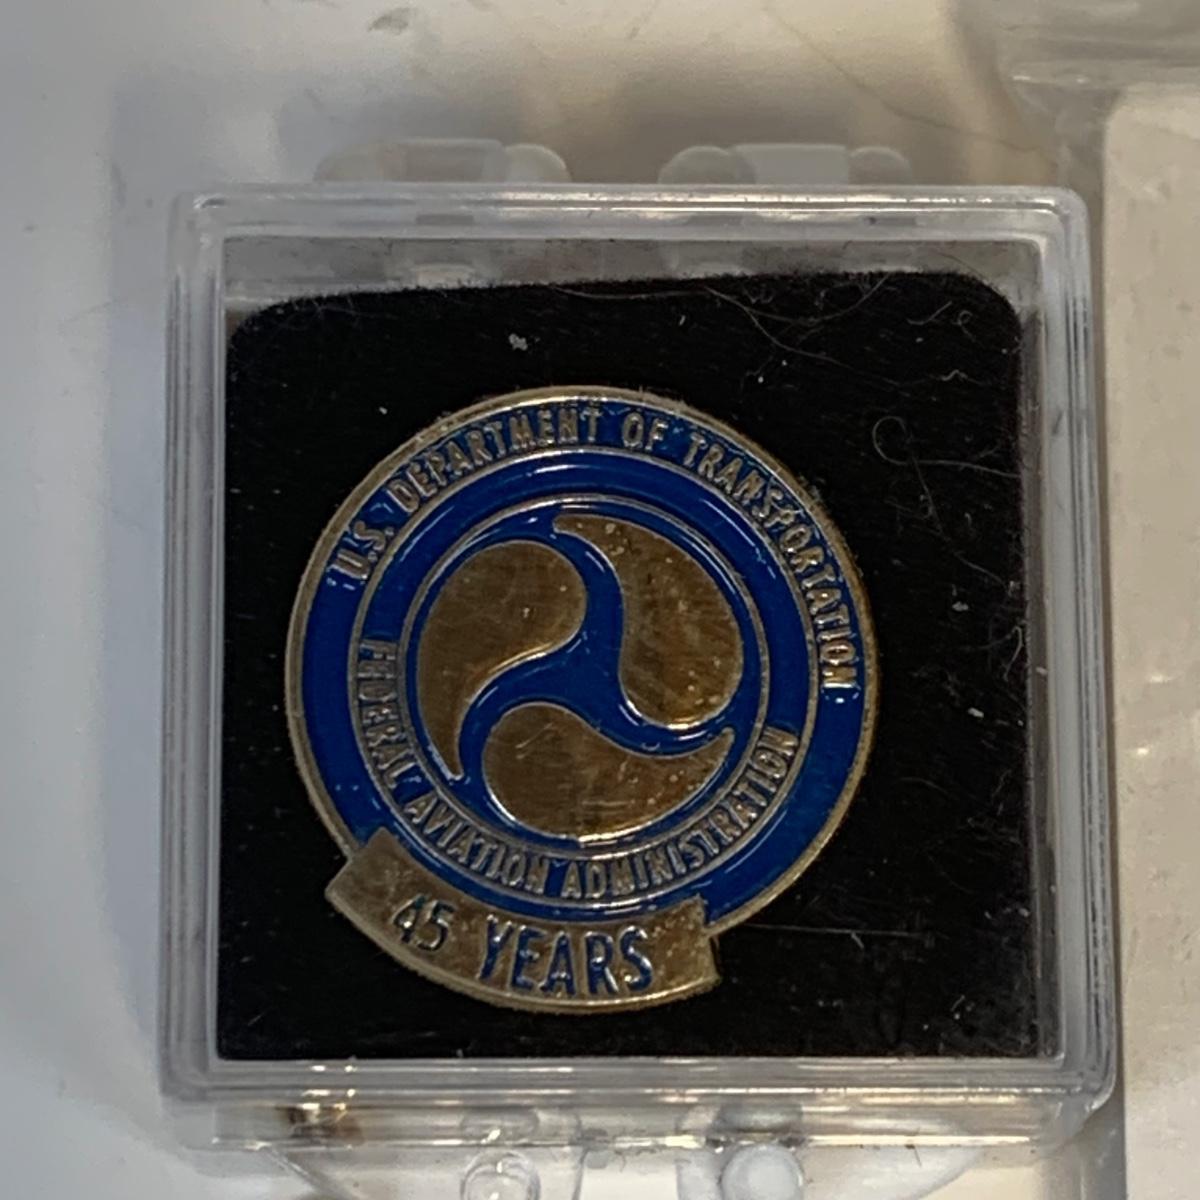 U.S. DEPARTMENT OF TRANSPORTATION
FEDERAL AVIATION ADMINISTRATION
45 YEARS